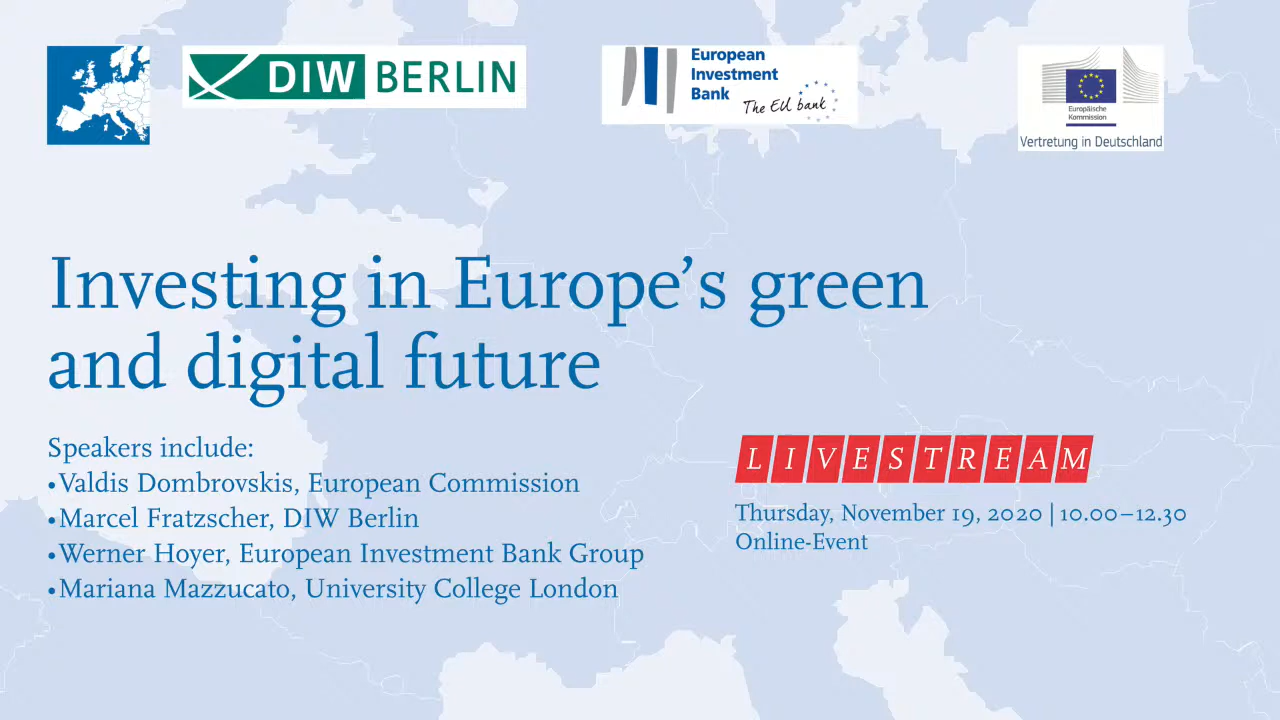 DIW BERLIN
European
Investment
Bank
The EU bank
Europäische
Kommission
Vertretung in Deutschland
Investing in Europe’s green
and digital future
Speakers include:
•Valdis Dombrovskis, European Commission
•Marcel Fratzscher, DIW Berlin
•Werner Hoyer, European Investment Bank Group
•Mariana Mazzucato, University College London
LIVESTREAM
Thursday, November 19, 2020 | 10.00–12.30
Online-Event